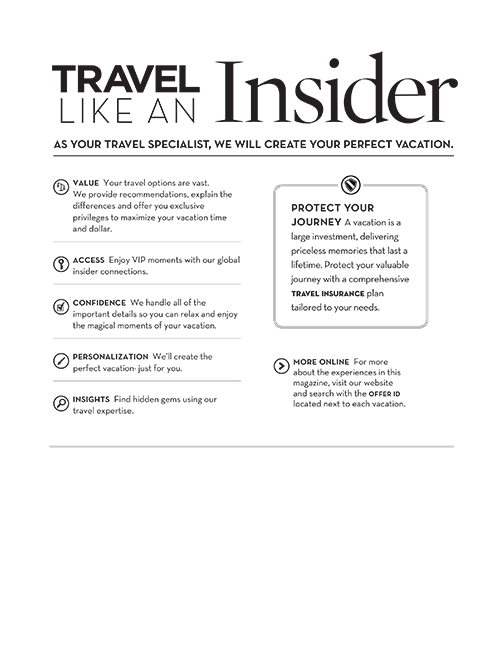 TRAVEL
LIKE AN Insider
AS YOUR TRAVEL SPECIALIST, WE WILL CREATE YOUR PERFECT VACATION.
VALUE Your travel options are vast.
We provide recommendations, explain the
differences and offer you exclusive
privileges to maximize your vacation time
and dollar.
ACCESS Enjoy VIP moments with our global
insider connections.
CONFIDENCE We handle all of the
important details so you can relax and enjoy
the magical moments of your vacation.
PERSONALIZATION We'll create the
perfect vacation- just for you.
INSIGHTS Find hidden gems using our
travel expertise.
PROTECT YOUR
JOURNEY A vacation is a
large investment, delivering
priceless memories that last a
lifetime. Protect your valuable
journey with a comprehensive
TRAVEL INSURANCE plan
tailored to your needs.
MORE ONLINE For more
about the experiences in this
magazine, visit our website
and search with the OFFER ID
located next to each vacation.